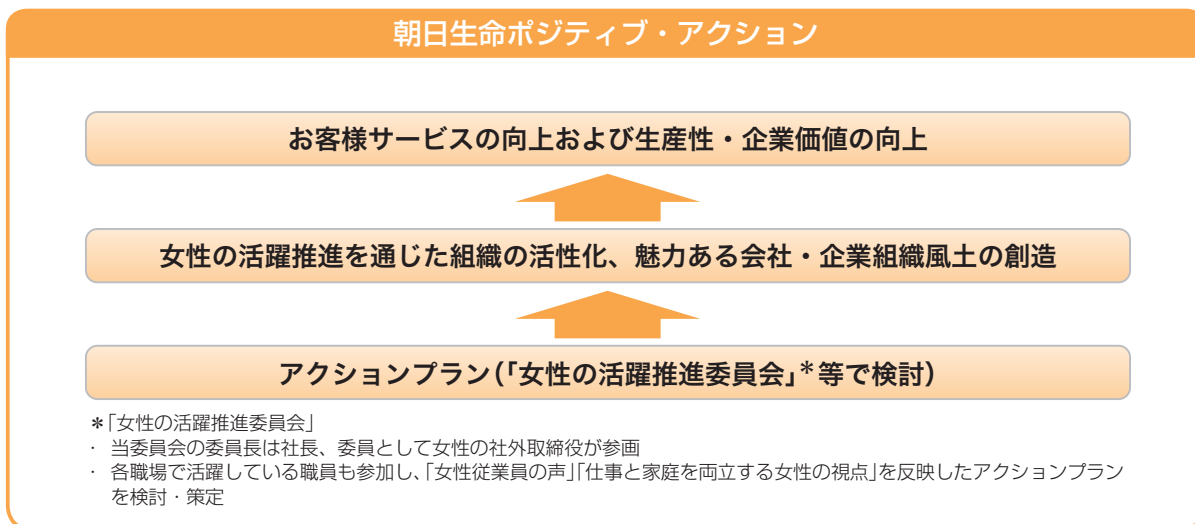 朝日生命ポジティブ・アクション
お客様サービスの向上および生産性・企業価値の向上
女性の活躍推進を通じた組織の活性化、魅力ある会社・企業組織風土の創造
アクションプラン(「女性の活躍推進委員会」*等で検討)
*「女性の活躍推進委員会」
・ 当委員会の委員長は社長、委員として女性の社外取締役が参画
・ 各職場で活躍している職員も参加し、「女性従業員の声」「仕事と家庭を両立する女性の視点」を反映したアクションプラン
を検討・策定